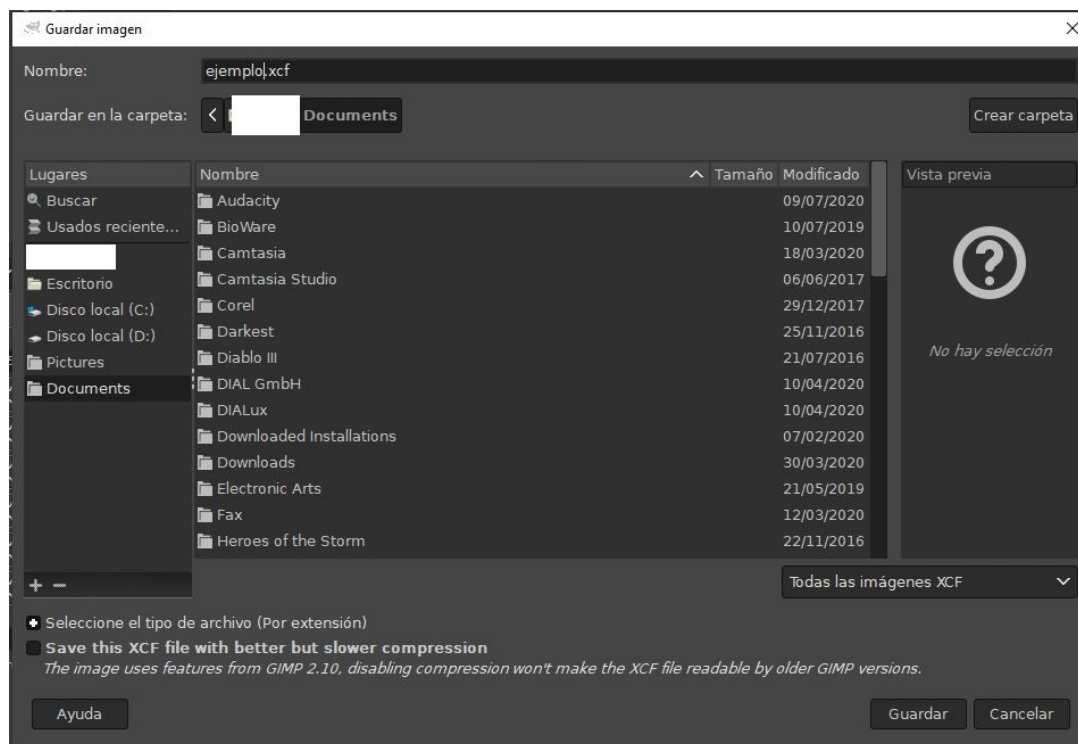 Guardar imagen
Nombre: ejemplo.xcf
Guardar en la carpeta: Documents Crear carpeta
Lugares Nombre Tamaño Modificado Vista previa
Buscar Audacity 09/07/2020
Usados reciente... BioWare 10/07/2019
Camtasia 18/03/2020
Escritorio Camtasia Studio 06/06/2017
Disco local (C:) Corel 29/12/2017
Disco local (D:) Darkest 25/11/2016 No hay selección
Pictures Diablo III 21/07/2016
Documents DIAL GmbH 10/04/2020
DIALux 10/04/2020
Downloaded Installations 07/02/2020
Downloads 30/03/2020
Electronic Arts 21/05/2019
Fax 12/03/2020
Heroes of the Storm 22/11/2016
Todas las imágenes XCF
Seleccione el tipo de archivo (Por extensión)
Save this XCF file with better but slower compression
The image uses features from GIMP 2.10, disabling compression won't make the XCF file readable by older GIMP versions.
Ayuda Guardar Cancelar